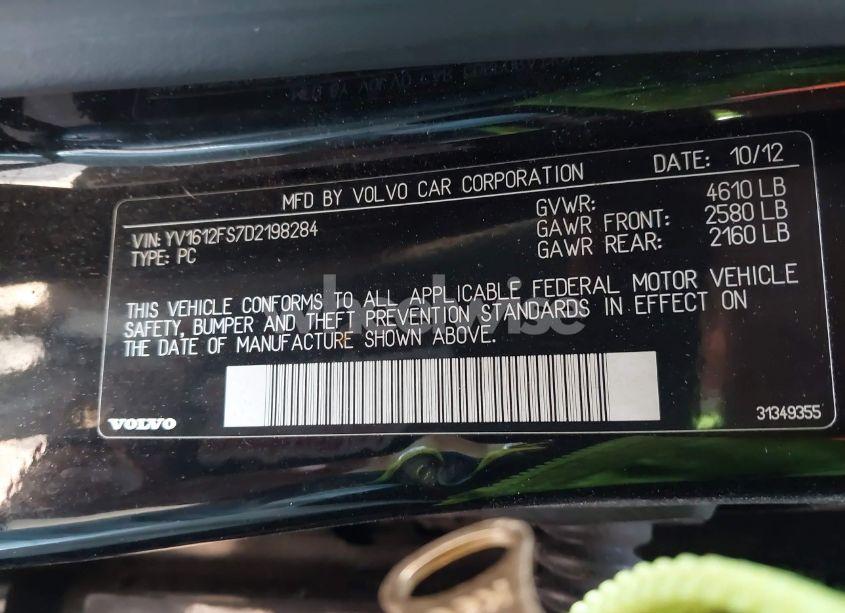 MFD BY VOLVO CAR CORPORATION DATE: 10/12
VIN: YV1612FS7D2198284
TYPE: PC
GVWR: 4610 LB
GAWR FRONT: 2580 LB
GAWR REAR: 2160 LB
THIS VEHICLE CONFORMS TO ALL APPLICABLE FEDERAL MOTOR VEHICLE
SAFETY, BUMPER AND THEFT PREVENTION STANDARDS IN EFFECT ON
THE DATE OF MANUFACTURE SHOWN ABOVE.
VOLVO
31349355